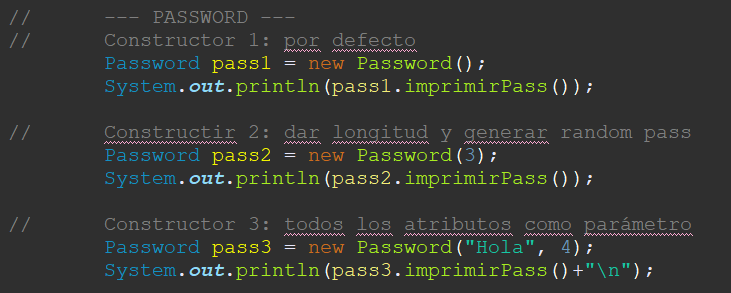 // --- PASSWORD ---
// Constructor 1: por defecto
Password pass1 = new Password();
System.out.println(pass1.imprimirPass());
// Constructir 2: dar longitud y generar random pass
Password pass2 = new Password(3);
System.out.println(pass2.imprimirPass());
// Constructor 3: todos los atributos como parámetro
Password pass3 = new Password("Hola", 4);
System.out.println(pass3.imprimirPass()+"\n");